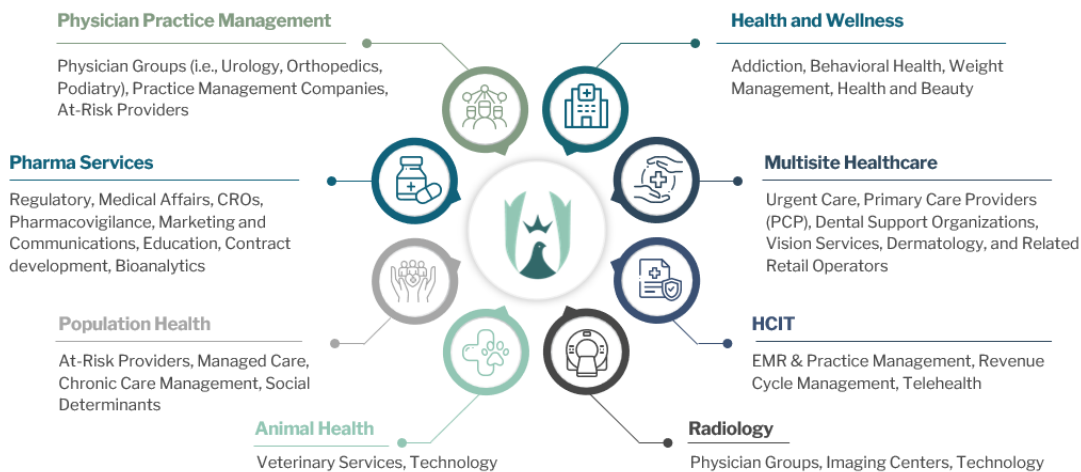 Physician Practice Management
Physician Groups (i.e., Urology, Orthopedics,
Podiatry), Practice Management Companies,
At-Risk Providers
Health and Wellness
Addiction, Behavioral Health, Weight
Management, Health and Beauty
Pharma Services
Regulatory, Medical Affairs, CROs,
Pharmacovigilance, Marketing and
Communications, Education, Contract
development, Bioanalytics
Multisite Healthcare
Urgent Care, Primary Care Providers
(PCP), Dental Support Organizations,
Vision Services, Dermatology, and Related
Retail Operators
Population Health
At-Risk Providers, Managed Care,
Chronic Care Management, Social
Determinants
HCIT
EMR & Practice Management, Revenue
Cycle Management, Telehealth
Animal Health
Veterinary Services, Technology
Radiology
Physician Groups, Imaging Centers, Technology